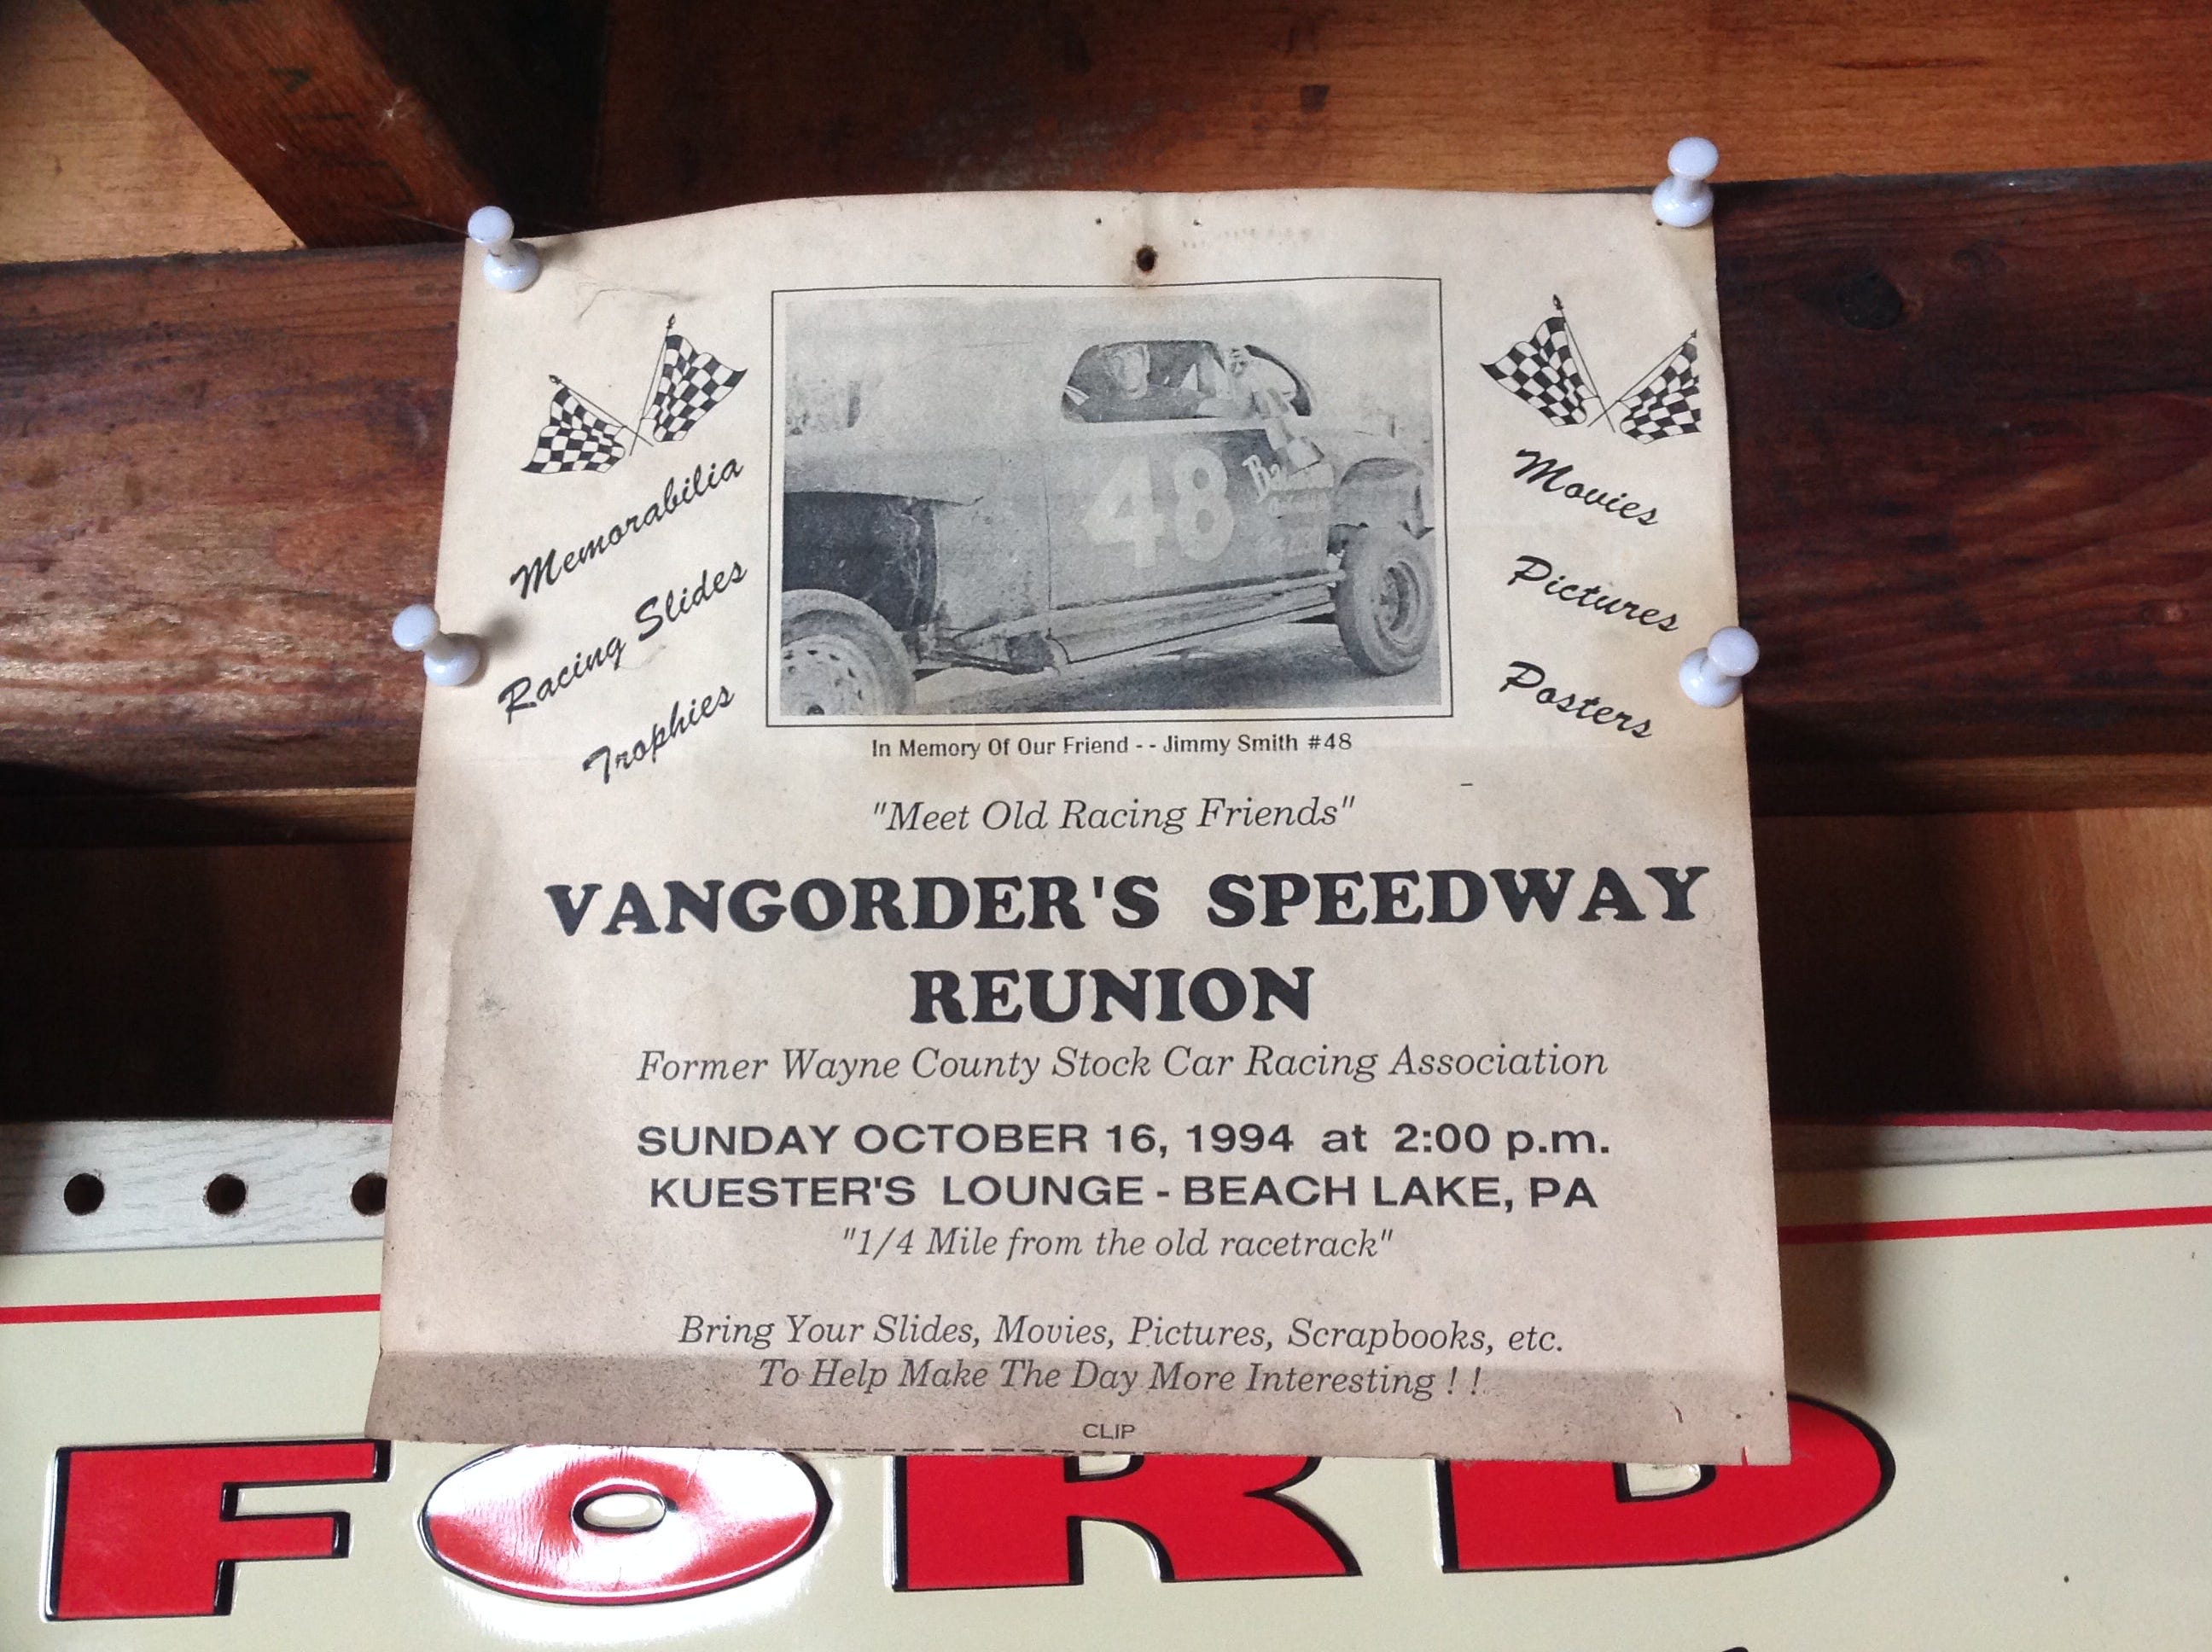 Memorabilia
Racing Slides
Trophies
48
Movies
Pictures
Posters
In Memory Of Our Friend - - Jimmy Smith #48
"Meet Old Racing Friends"
VANGORDER'S SPEEDWAY
REUNION
Former Wayne County Stock Car Racing Association
SUNDAY OCTOBER 16, 1994 at 2:00 p.m.
KUESTER'S LOUNGE - BEACH LAKE, PA
"1/4 Mile from the old racetrack"
Bring Your Slides, Movies, Pictures, Scrapbooks, etc.
To Help Make The Day More Interesting ! !
CLIP
FORD